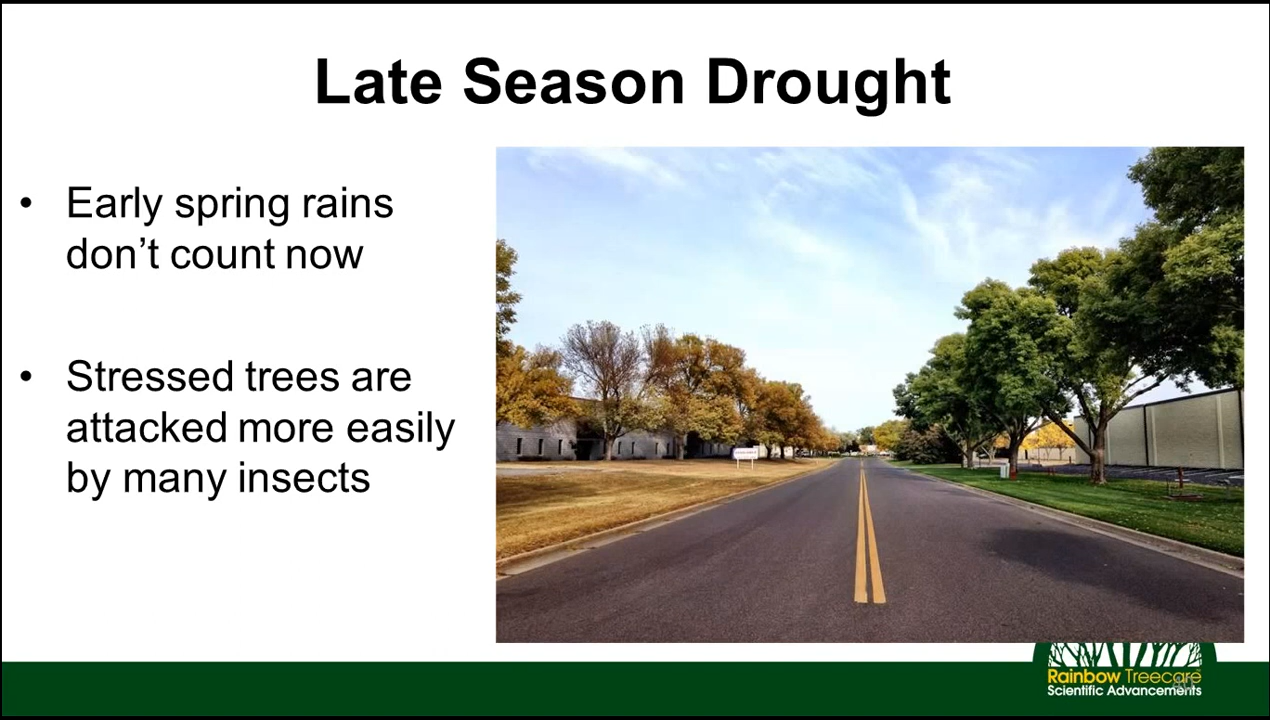 Late Season Drought
• Early spring rains
don’t count now
• Stressed trees are
attacked more easily
by many insects
Rainbow Treecare
Scientific Advancements